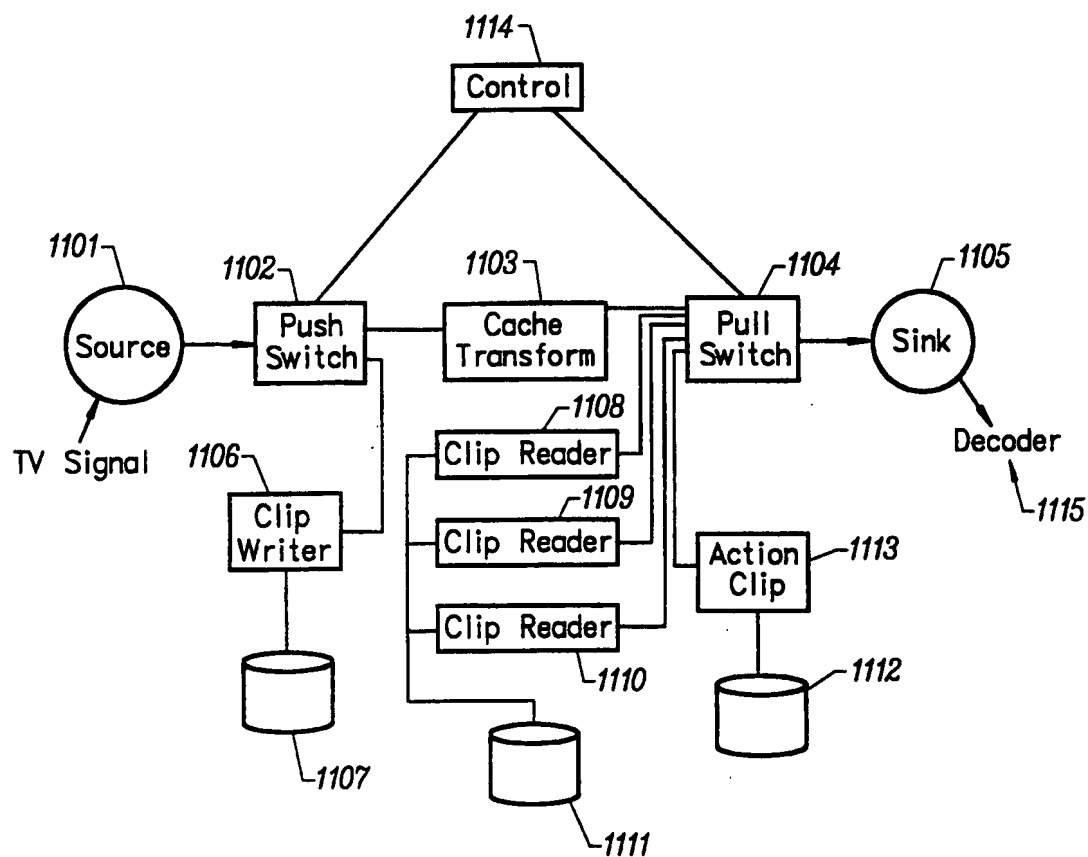 1114
Control
1101
1102
1103
1104
1105
Source
Push
Switch
Cache
Transform
Pull
Switch
Sink
TV Signal
1108
Clip Reader
Decoder
1106
1109
1115
Clip
Writer
Clip Reader
Action
Clip
1113
Clip Reader
1110
1112
1107
1111